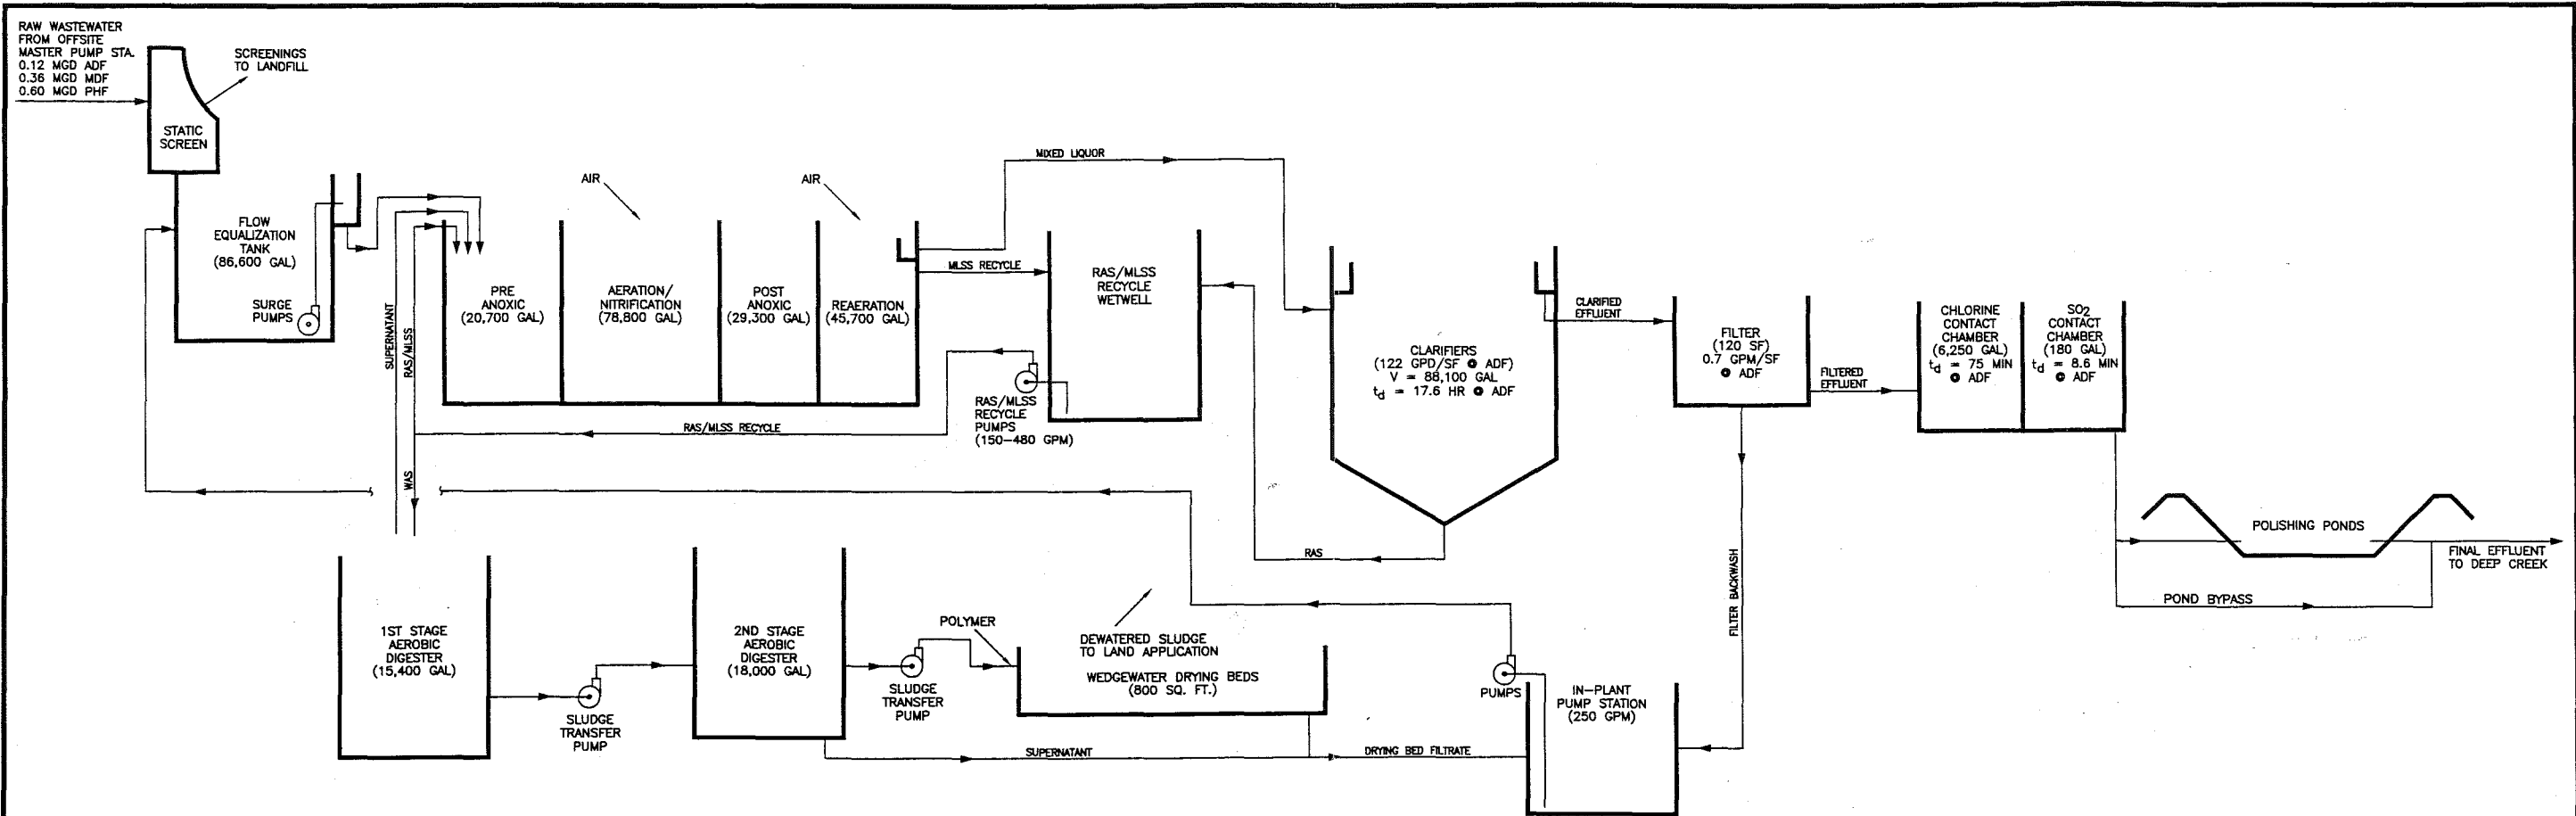 RAW WASTEWATER
FROM OFFSITE
MASTER PUMP STA.
0.12 MGD ADF
0.36 MGD MDF
0.60 MGD PHF
SCREENINGS
TO LANDFILL
STATIC
SCREEN
FLOW
EQUALIZATION
TANK
(86,600 GAL)
SURGE
PUMPS
SUPERNATANT
RAS/MLSS
WAS
AIR
AIR
PRE
ANOXIC
(20,700 GAL)
AERATION/
NITRIFICATION
(78,800 GAL)
POST
ANOXIC
(29,300 GAL)
REAERATION
(45,700 GAL)
MIXED LIQUOR
MLSS RECYCLE
RAS/MLSS
RECYCLE
WETWELL
RAS/MLSS
RECYCLE
PUMPS
(150-480 GPM)
RAS/MLSS RECYCLE
CLARIFIERS
(122 GPD/SF @ ADF)
V = 88,100 GAL
td = 17.6 HR @ ADF
RAS
CLARIFIED
EFFLUENT
FILTER
(120 SF)
0.7 GPM/SF
@ ADF
FILTERED
EFFLUENT
FILTER BACKWASH
CHLORINE
CONTACT
CHAMBER
(6,250 GAL)
td = 75 MIN
@ ADF
SO2
CONTACT
CHAMBER
(180 GAL)
td = 8.6 MIN
@ ADF
POLISHING PONDS
FINAL EFFLUENT
TO DEEP CREEK
POND BYPASS
1ST STAGE
AEROBIC
DIGESTER
(15,400 GAL)
SLUDGE
TRANSFER
PUMP
2ND STAGE
AEROBIC
DIGESTER
(18,000 GAL)
SLUDGE
TRANSFER
PUMP
POLYMER
DEWATERED SLUDGE
TO LAND APPLICATION
WEDGEWATER DRYING BEDS
(800 SQ. FT.)
SUPERNATANT
DRYING BED FILTRATE
PUMPS
IN-PLANT
PUMP STATION
(250 GPM)